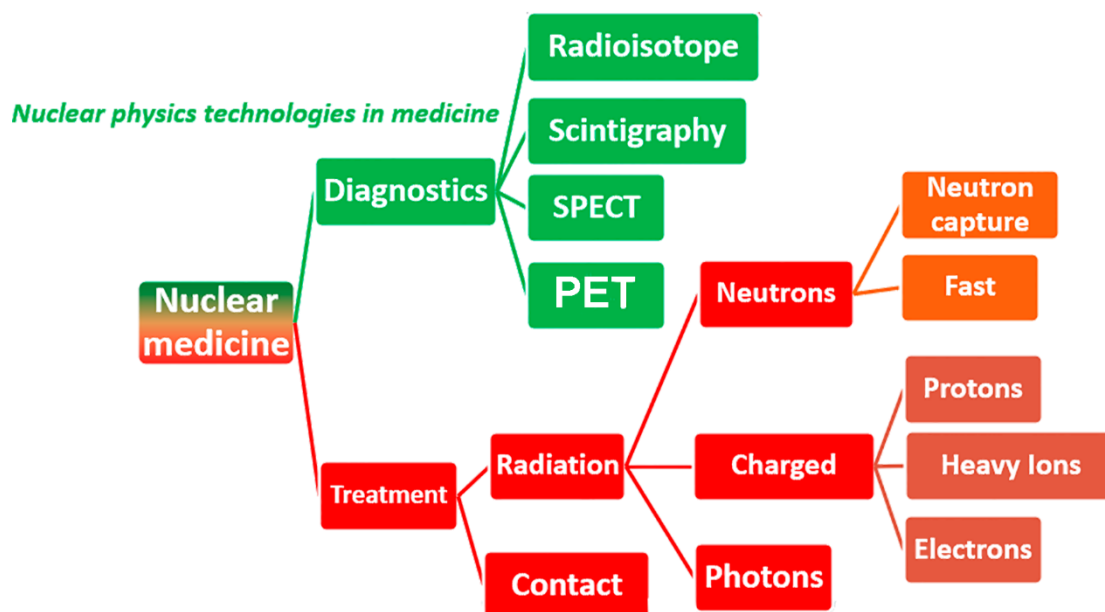 Radioisotope
Nuclear physics technologies in medicine
Scintigraphy
Diagnostics
SPECT
PET
Neutron
capture
Neutrons
Fast
Nuclear
medicine
Protons
Radiation
Charged
Heavy Ions
Treatment
Electrons
Contact
Photons